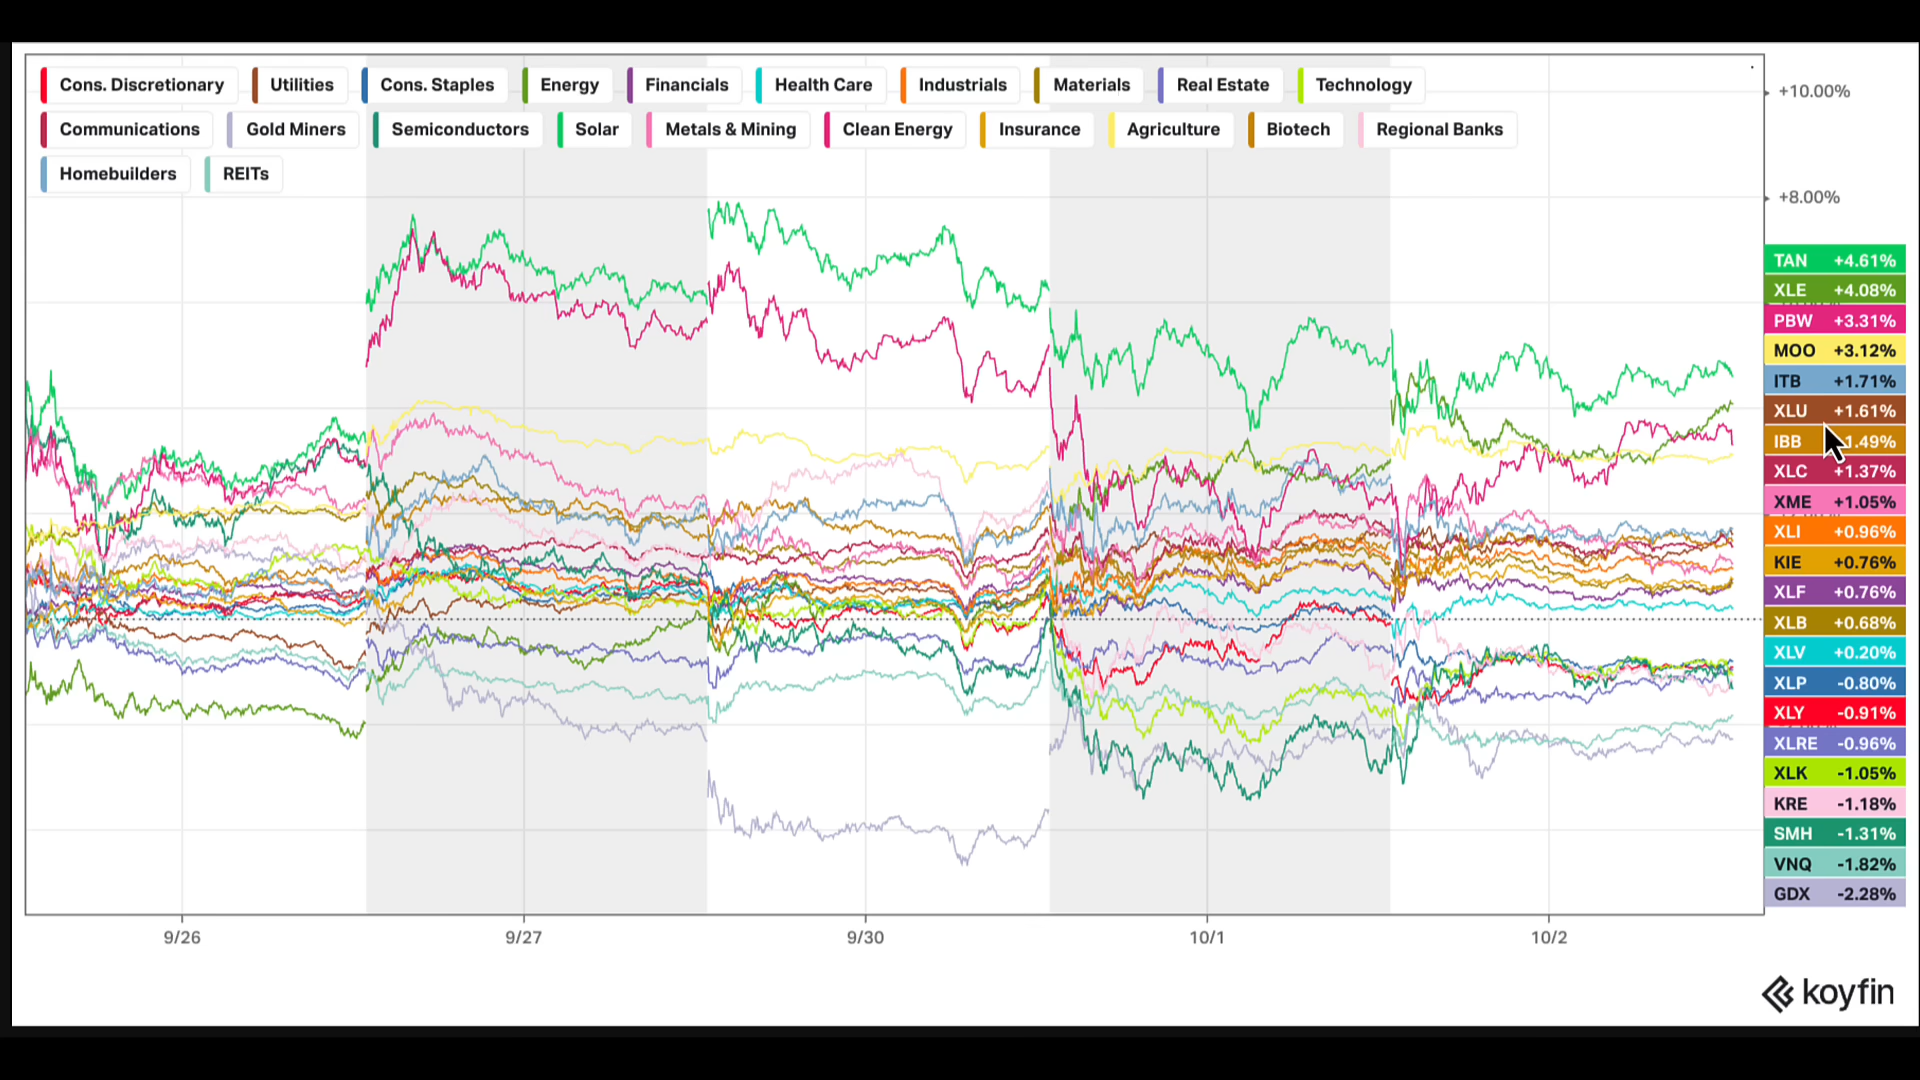 Cons. Discretionary Utilities Cons. Staples Energy Financials Health Care Industrials Materials Real Estate Technology
Communications Gold Miners Semiconductors Solar Metals & Mining Clean Energy Insurance Agriculture Biotech Regional Banks
Homebuilders REITs
+10.00%
+8.00%
TAN +4.61%
XLE +4.08%
PBW +3.31%
MOO +3.12%
ITB +1.71%
XLU +1.61%
IBB 1.49%
XLC +1.37%
XME +1.05%
XLI +0.96%
KIE +0.76%
XLF +0.76%
XLB +0.68%
XLV +0.20%
XLP -0.80%
XLY -0.91%
XLRE -0.96%
XLK -1.05%
KRE -1.18%
SMH -1.31%
VNQ -1.82%
GDX -2.28%
9/26 9/27 9/30 10/1 10/2
koyfin